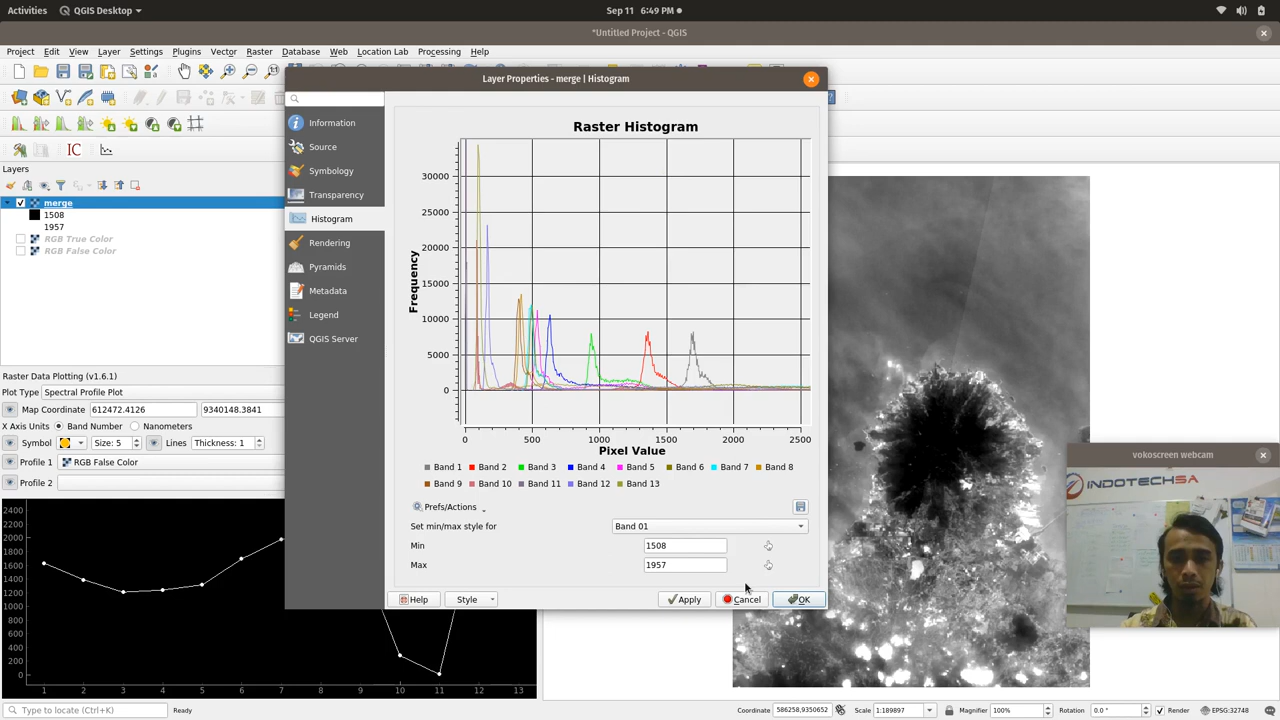 Activities QGIS Desktop Sep 11 6:49 PM
*Untitled Project - QGIS
Project Edit View Layer Settings Plugins Vector Raster Database Web Location Lab Processing Help
Layer Properties - merge | Histogram
Information
Source
Symbology
Transparency
Histogram
Rendering
Pyramids
Metadata
Legend
QGIS Server
IC
Layers
merge
1508
1957
RGB True Color
RGB False Color
Raster Data Plotting (v1.6.1)
Plot Type Spectral Profile Plot
Map Coordinate 612472.4126 9340148.3841
X Axis Units Band Number Nanometers
Symbol Size: 5 Lines Thickness: 1
Profile 1 RGB False Color
Profile 2
2400
2200
2000
1800
1600
1400
1200
1000
800
600
400
200
0
1 2 3 4 5 6 7 8 9 10 11 12 13
Raster Histogram
Frequency
30000
25000
20000
15000
10000
5000
0
0 500 1000 1500 2000 2500
Pixel Value
Band 1 Band 2 Band 3 Band 4 Band 5 Band 6 Band 7 Band 8
Band 9 Band 10 Band 11 Band 12 Band 13
Prefs/Actions
Set min/max style for Band 01
Min 1508
Max 1957
Help Style Apply Cancel OK
vokoscreen webcam
INDOTECHSA
Type to locate (Ctrl+K) Ready Coordinate 586258,9350652 Scale 1:189897 Magnifier 100% Rotation 0.0 ° Render EPSG:32748